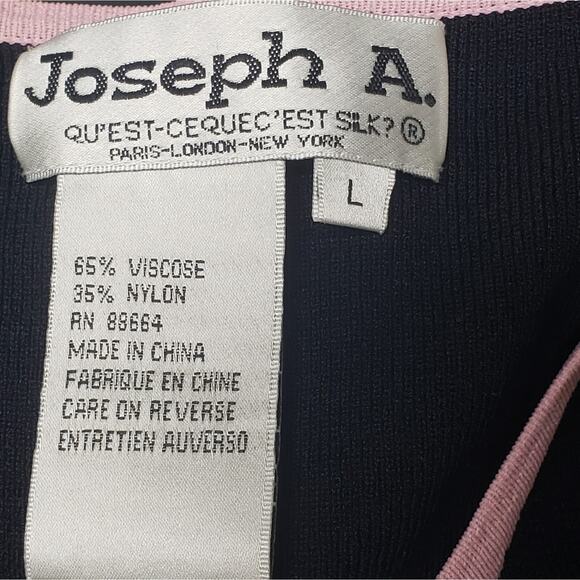 Joseph A.
QU'EST-CEQUEC'EST SILK? ®
PARIS-LONDON-NEW YORK
L
65% VISCOSE
35% NYLON
RN 88664
MADE IN CHINA
FABRIQUE EN CHINE
CARE ON REVERSE
ENTRETIEN AUVERSO